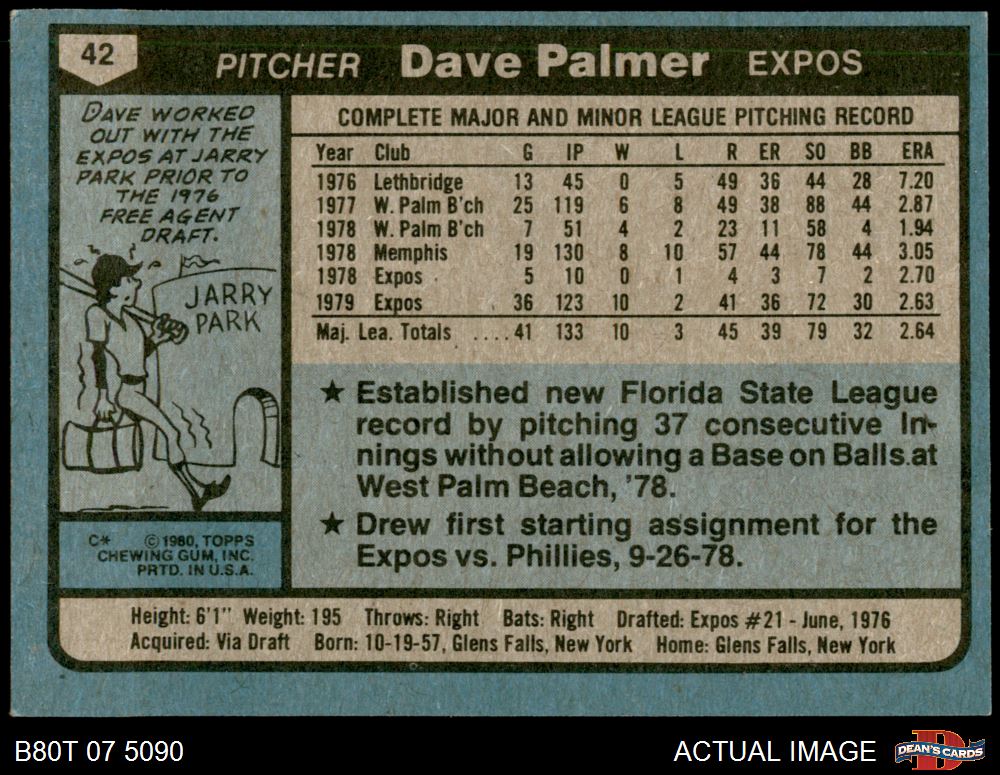 42
PITCHER Dave Palmer EXPOS
DAVE WORKED
OUT WITH THE
EXPOS AT JARRY
PARK PRIOR TO
THE 1976
FREE AGENT
DRAFT.
JARRY
PARK
C* © 1980, TOPPS
CHEWING GUM, INC.
PRTD. IN U.S.A.
COMPLETE MAJOR AND MINOR LEAGUE PITCHING RECORD
Year Club G IP W L R ER SO BB ERA
1976 Lethbridge 13 45 0 5 49 36 44 28 7.20
1977 W. Palm B'ch 25 119 6 8 49 38 88 44 2.87
1978 W. Palm B'ch 7 51 4 2 23 11 58 4 1.94
1978 Memphis 19 130 8 10 57 44 78 44 3.05
1978 Expos 5 10 0 1 4 3 7 2 2.70
1979 Expos 36 123 10 2 41 36 72 30 2.63
Maj. Lea. Totals ....41 133 10 3 45 39 79 32 2.64
★ Established new Florida State League
record by pitching 37 consecutive In-
nings without allowing a Base on Balls.at
West Palm Beach, '78.
★ Drew first starting assignment for the
Expos vs. Phillies, 9-26-78.
Height: 6'1" Weight: 195 Throws: Right Bats: Right Drafted: Expos #21 - June, 1976
Acquired: Via Draft Born: 10-19-57, Glens Falls, New York Home: Glens Falls, New York
B80T 07 5090 ACTUAL IMAGE
D
DEAN'S CARDS